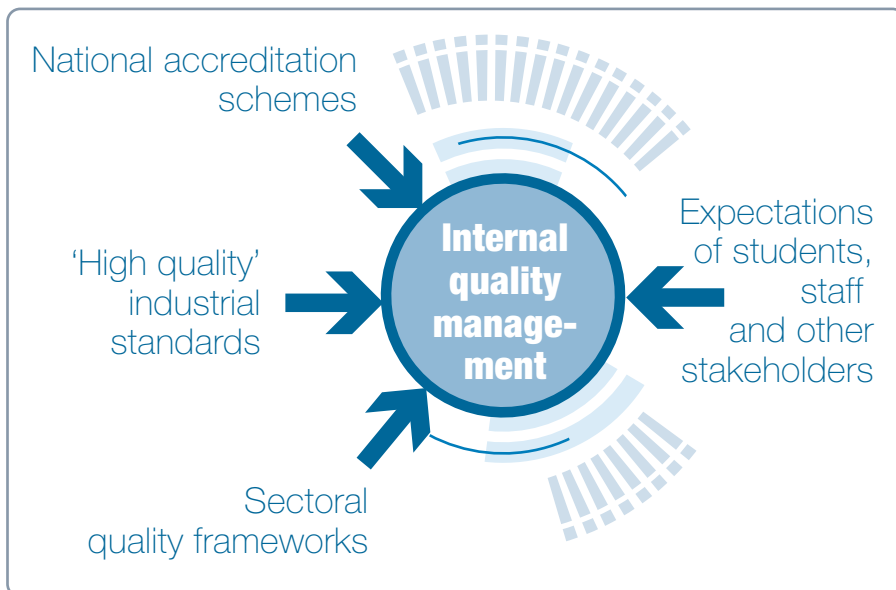 National accreditation
schemes
‘High quality’
industrial
standards
Sectoral
quality frameworks
Internal
quality
manage-
ment
Expectations
of students,
staff
and other
stakeholders